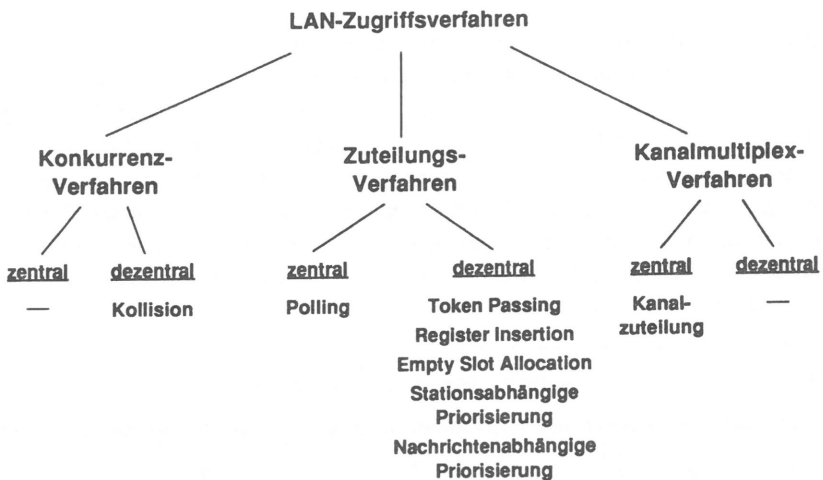 LAN-Zugriffsverfahren
Konkurrenz-
Verfahren
Zuteilungs-
Verfahren
Kanalmultiplex-
Verfahren
zentral
—
dezentral
Kollision
zentral
Polling
dezentral
Token Passing
Register Insertion
Empty Slot Allocation
Stationsabhängige
Priorisierung
Nachrichtenabhängige
Priorisierung
zentral
Kanal-
zuteilung
dezentral
—